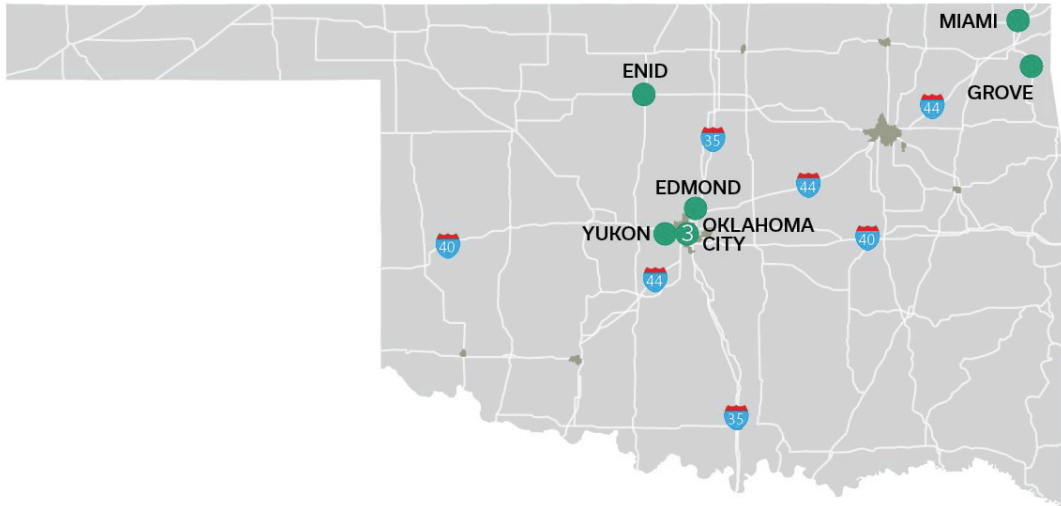 MIAMI
ENID
GROVE
44
35
EDMOND
44
YUKON
3
OKLAHOMA
CITY
40
40
44
35